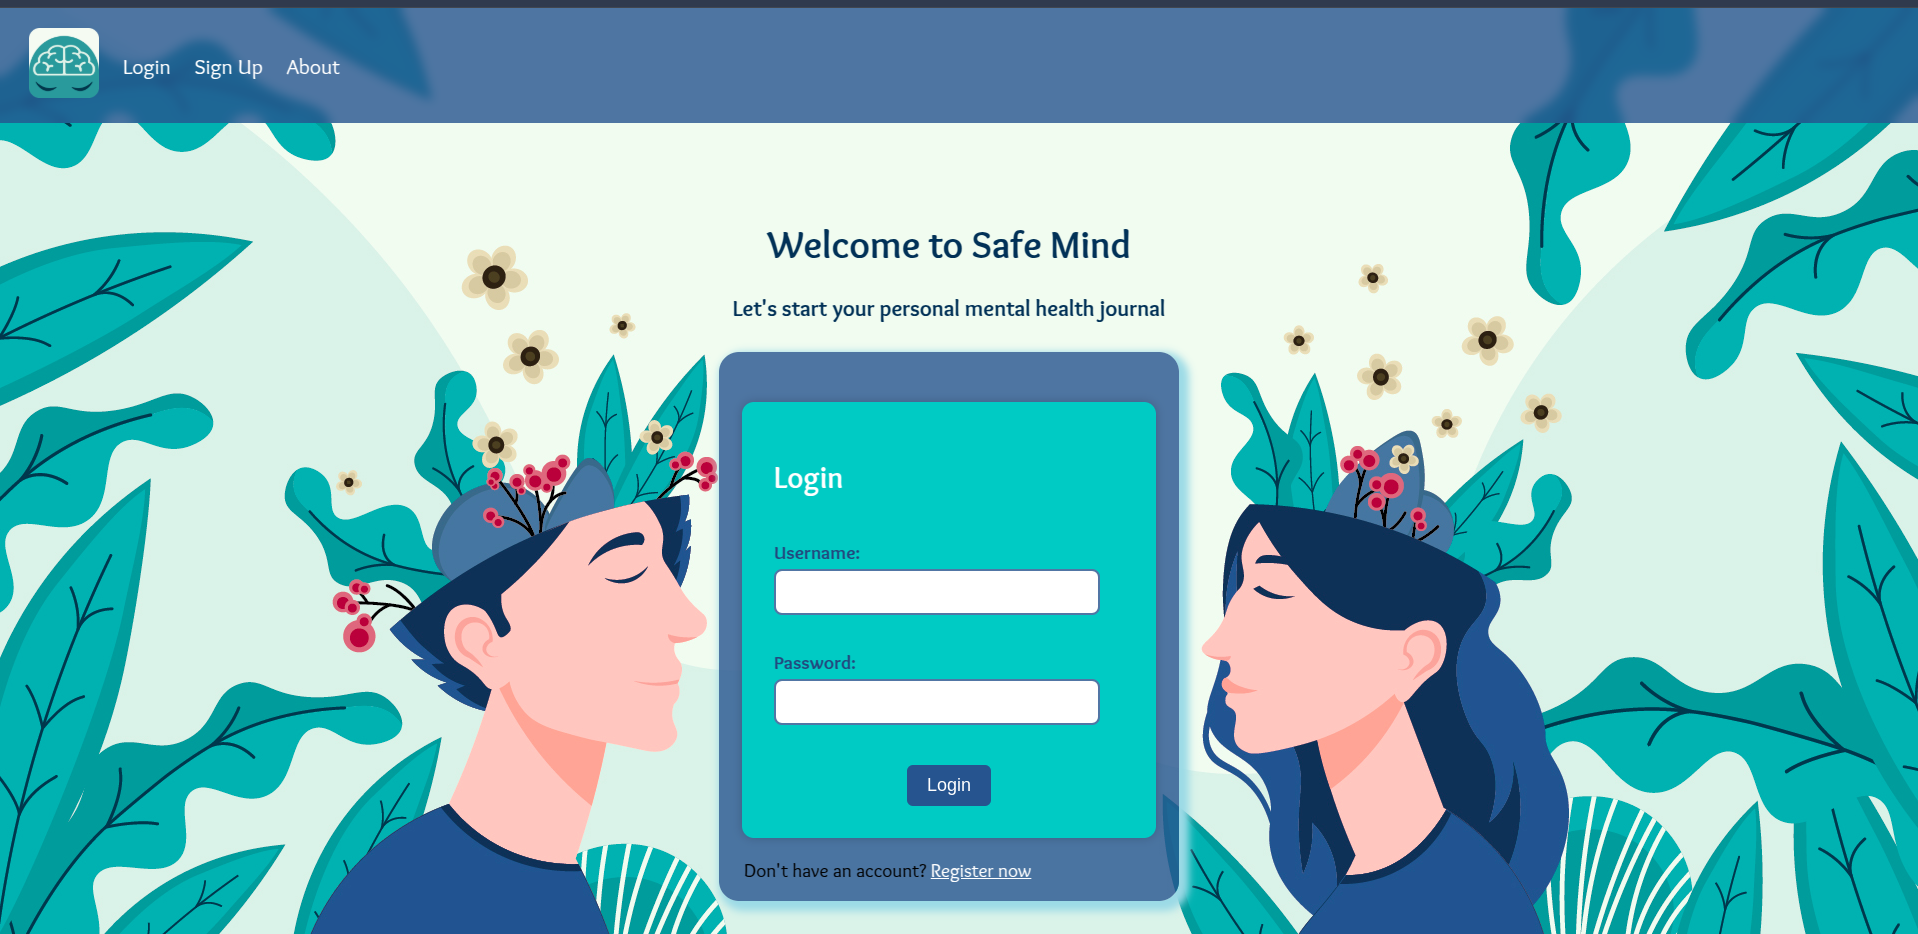 Login Sign Up About
Welcome to Safe Mind
Let's start your personal mental health journal
Login
Username:
Password:
Login
Don't have an account? Register now